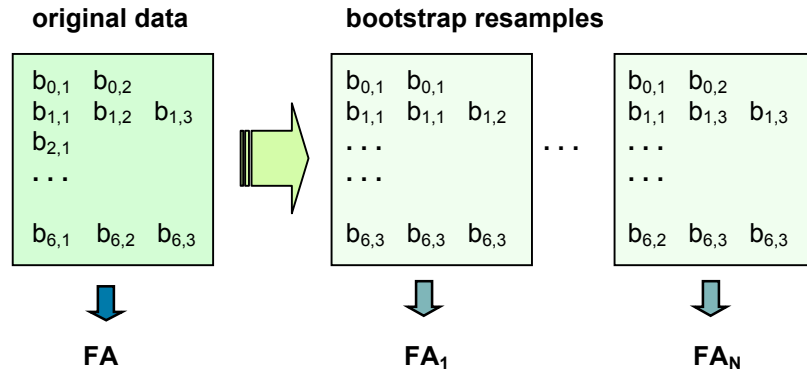 original data
bootstrap resamples
b0,1 b0,2
b1,1 b1,2 b1,3
b2,1
. . .
b6,1 b6,2 b6,3
b0,1 b0,1
b1,1 b1,1 b1,2
. . .
. . .
b6,3 b6,3 b6,3
. . .
b0,1 b0,2
b1,1 b1,3 b1,3
. . .
. . .
b6,2 b6,3 b6,3
FA
FA1
FAN